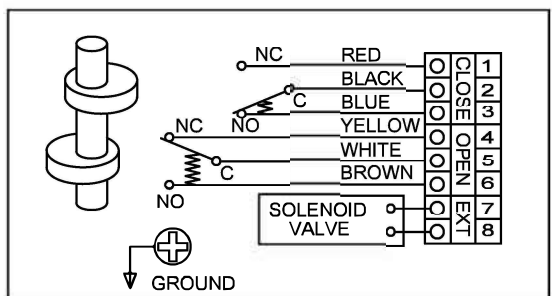 NC RED 1
C BLACK 2
NO BLUE 3
CLOSE
NC YELLOW 4
C WHITE 5
NO BROWN 6
OPEN
SOLENOID VALVE 7
8
EXT
GROUND